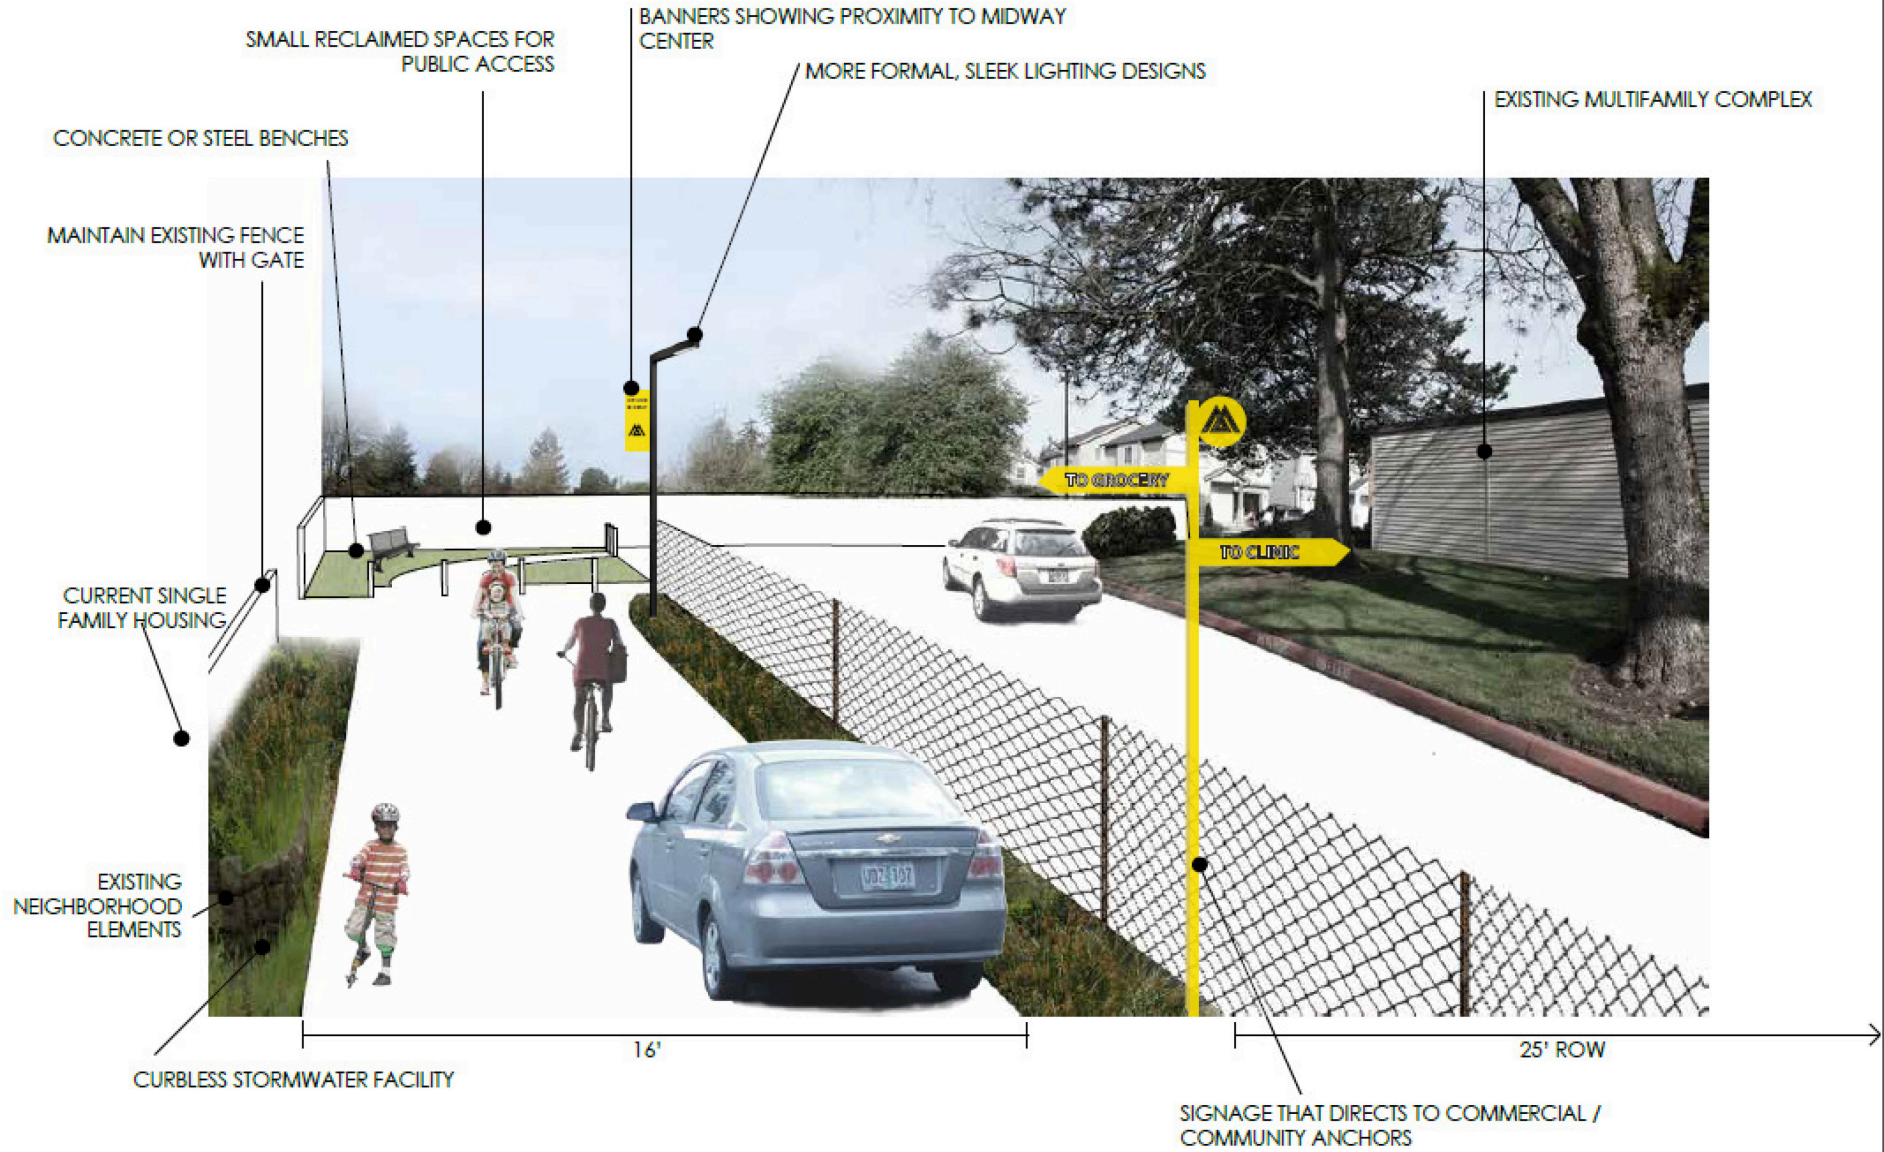 BANNERS SHOWING PROXIMITY TO MIDWAY
CENTER
SMALL RECLAIMED SPACES FOR
PUBLIC ACCESS
MORE FORMAL, SLEEK LIGHTING DESIGNS
EXISTING MULTIFAMILY COMPLEX
CONCRETE OR STEEL BENCHES
MAINTAIN EXISTING FENCE
WITH GATE
TO GROCERY
TO CLINIC
CURRENT SINGLE
FAMILY HOUSING
EXISTING
NEIGHBORHOOD
ELEMENTS
16'
25' ROW
CURBLESS STORMWATER FACILITY
SIGNAGE THAT DIRECTS TO COMMERCIAL /
COMMUNITY ANCHORS